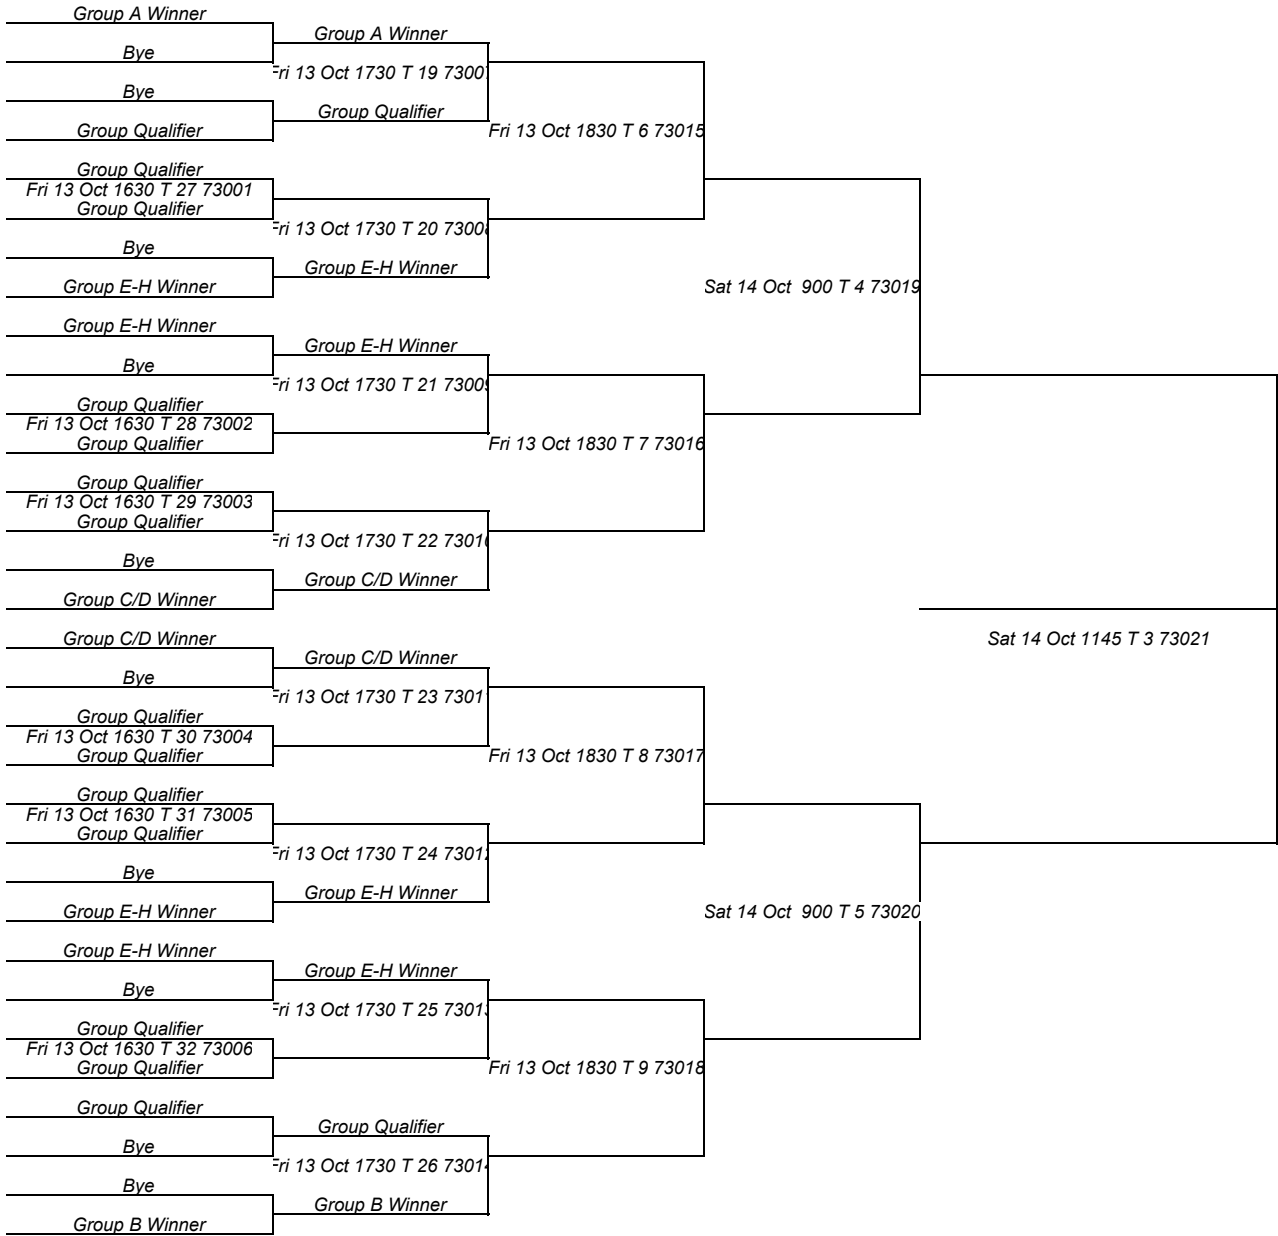 Group A Winner
Bye
Bye
Group Qualifier
Group Qualifier
Fri 13 Oct 1630 T 27 73001
Group Qualifier
Bye
Group E-H Winner
Group E-H Winner
Bye
Group Qualifier
Fri 13 Oct 1630 T 28 73002
Group Qualifier
Group Qualifier
Fri 13 Oct 1630 T 29 73003
Group Qualifier
Bye
Group C/D Winner
Group C/D Winner
Bye
Group Qualifier
Fri 13 Oct 1630 T 30 73004
Group Qualifier
Group Qualifier
Fri 13 Oct 1630 T 31 73005
Group Qualifier
Bye
Group E-H Winner
Group E-H Winner
Bye
Group Qualifier
Fri 13 Oct 1630 T 32 73006
Group Qualifier
Group Qualifier
Bye
Bye
Group B Winner
Group A Winner
Fri 13 Oct 1730 T 19 73007
Group Qualifier
Fri 13 Oct 1730 T 20 73008
Group E-H Winner
Group E-H Winner
Fri 13 Oct 1730 T 21 73009
Fri 13 Oct 1730 T 22 73010
Group C/D Winner
Group C/D Winner
Fri 13 Oct 1730 T 23 73011
Fri 13 Oct 1730 T 24 73012
Group E-H Winner
Group E-H Winner
Fri 13 Oct 1730 T 25 73013
Group Qualifier
Fri 13 Oct 1730 T 26 73014
Group B Winner
Fri 13 Oct 1830 T 6 73015
Fri 13 Oct 1830 T 7 73016
Fri 13 Oct 1830 T 8 73017
Fri 13 Oct 1830 T 9 73018
Sat 14 Oct 900 T 4 73019
Sat 14 Oct 900 T 5 73020
Sat 14 Oct 1145 T 3 73021